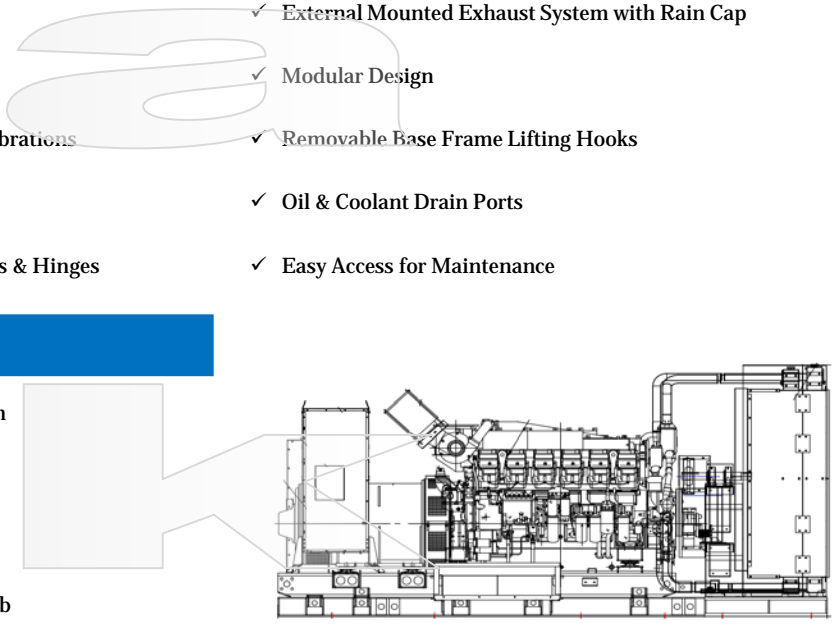 ✓ External Mounted Exhaust System with Rain Cap
✓ Modular Design
brations
✓ Removable Base Frame Lifting Hooks
✓ Oil & Coolant Drain Ports
s & Hinges
✓ Easy Access for Maintenance
n
b